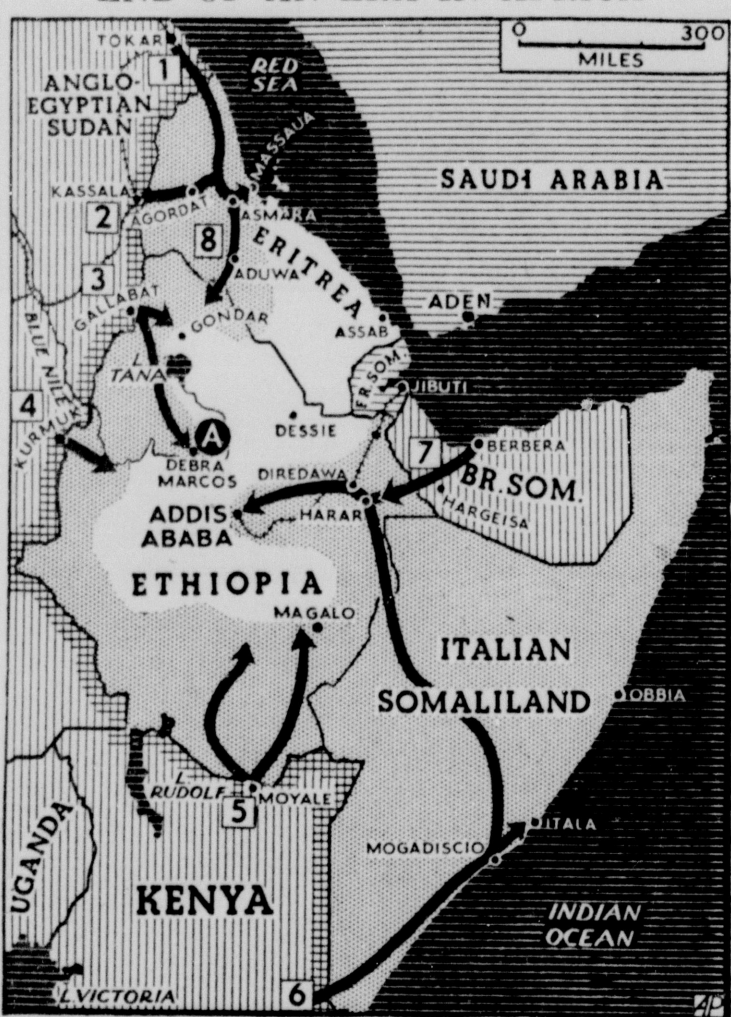 0 300
MILES
TOKAR
1
RED
SEA
ANGLO-
EGYPTIAN
SUDAN
MASSAUA
SAUDI ARABIA
KASSALA
AGORDAT
ASMARA
2
8
ERITREA
3
ADUWA
GALLABAT
GONDAR
ASSAB
ADEN
BLUE NILE
L.
TANA
FR. SOM.
JIBUTI
4
KURMUK
A
DESSIE
7
BERBERA
DEBRA
MARCOS
DIREDAWA
BR. SOM.
HARGEISA
ADDIS
ABABA
HARAR
ETHIOPIA
MAGALO
ITALIAN
SOMALILAND
OBBIA
L.
RUDOLF
5
MOYALE
ITALA
MOGADISCIO
UGANDA
KENYA
INDIAN
OCEAN
L. VICTORIA
6
AP